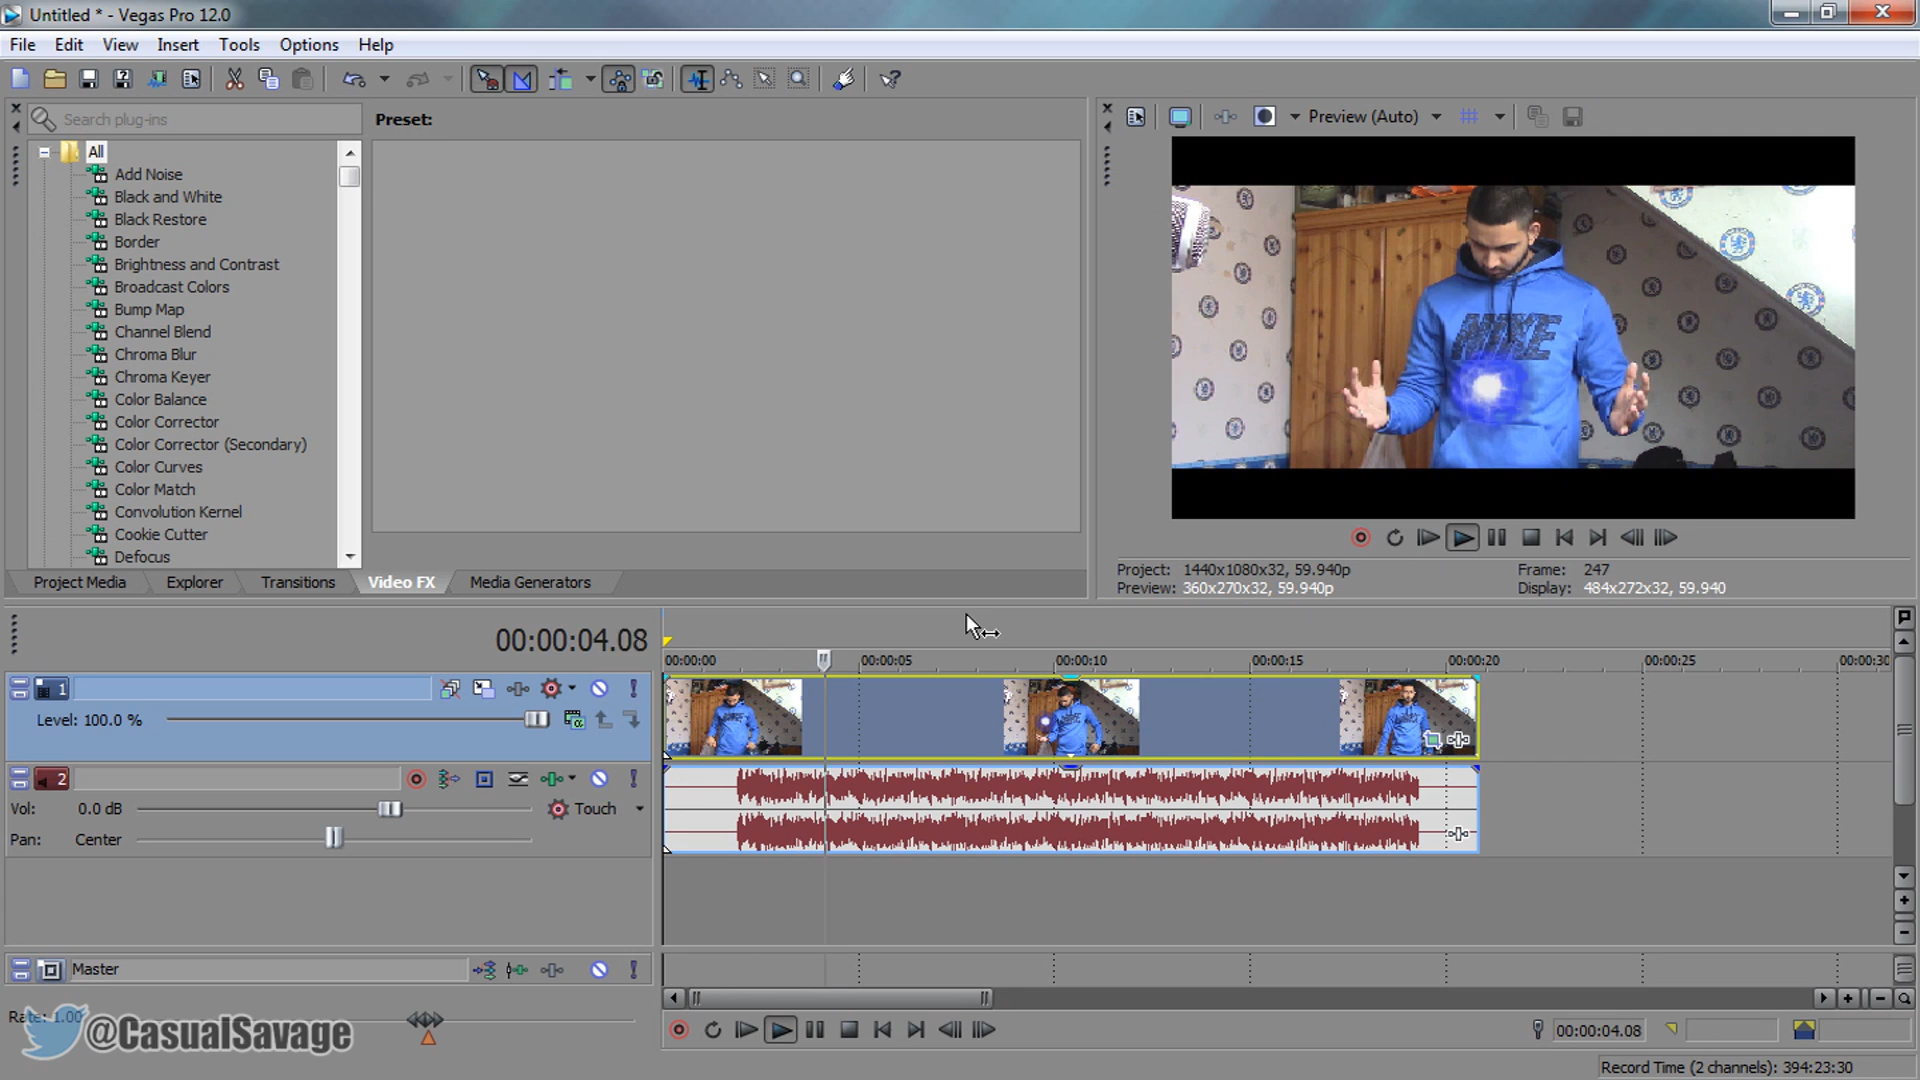 Untitled * - Vegas Pro 12.0
File Edit View Insert Tools Options Help
Search plug-ins
Preset:
Preview (Auto)
All
Add Noise
Black and White
Black Restore
Border
Brightness and Contrast
Broadcast Colors
Bump Map
Channel Blend
Chroma Blur
Chroma Keyer
Color Balance
Color Corrector
Color Corrector (Secondary)
Color Curves
Color Match
Convolution Kernel
Cookie Cutter
Defocus
NIKE
Project Media Explorer Transitions Video FX Media Generators
Project: 1440x1080x32, 59.940p Frame: 247
Preview: 360x270x32, 59.940p Display: 484x272x32, 59.940
00:00:04.08
00:00:00 00:00:05 00:00:10 00:00:15 00:00:20 00:00:25 00:00:30
1
Level: 100.0 %
2
Vol: 0.0 dB Touch
Pan: Center
Master
Rate: 1.00
@CasualSavage
00:00:04.08
Record Time (2 channels): 394:23:30